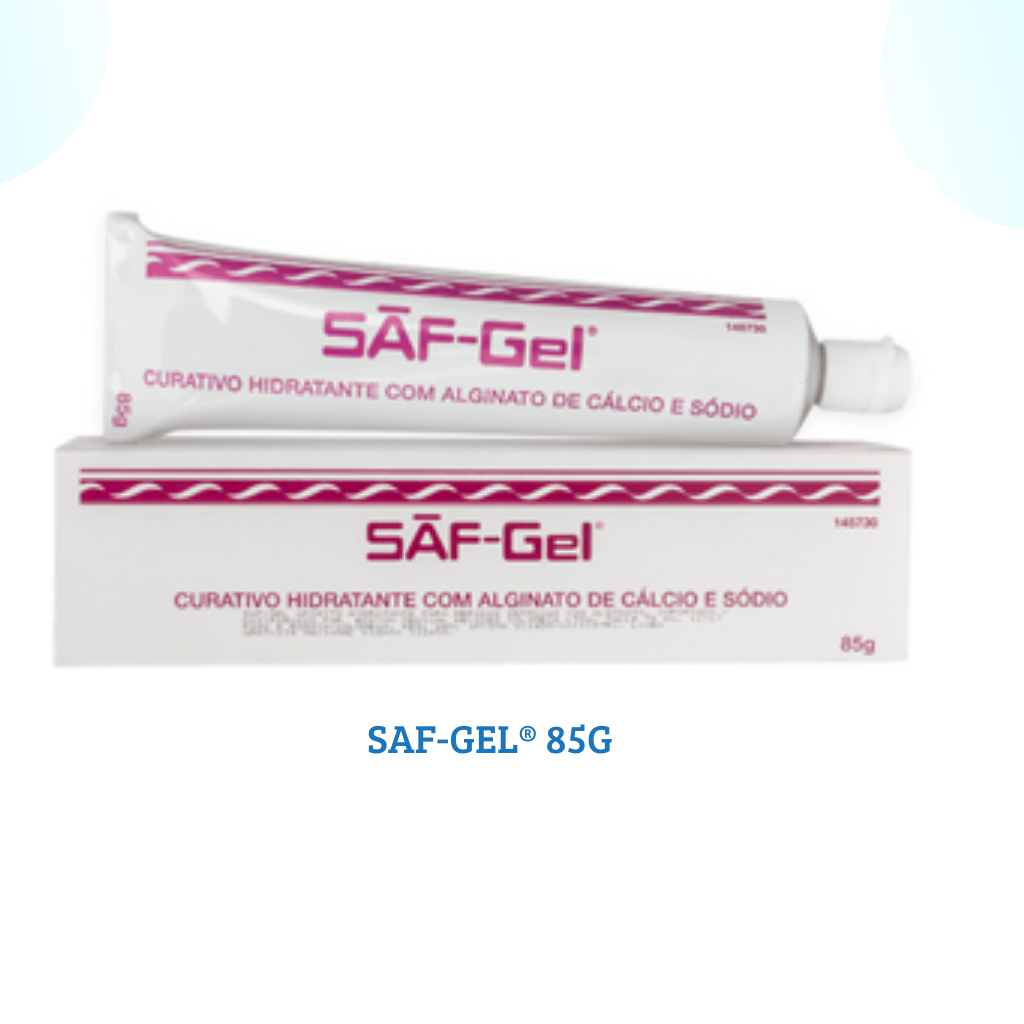 SĀF-Gel®
145730
CURATIVO HIDRATANTE COM ALGINATO DE CÁLCIO E SÓDIO
85g
145730
SĀF-Gel®
CURATIVO HIDRATANTE COM ALGINATO DE CÁLCIO E SÓDIO
85g
SAF-GEL® 85G